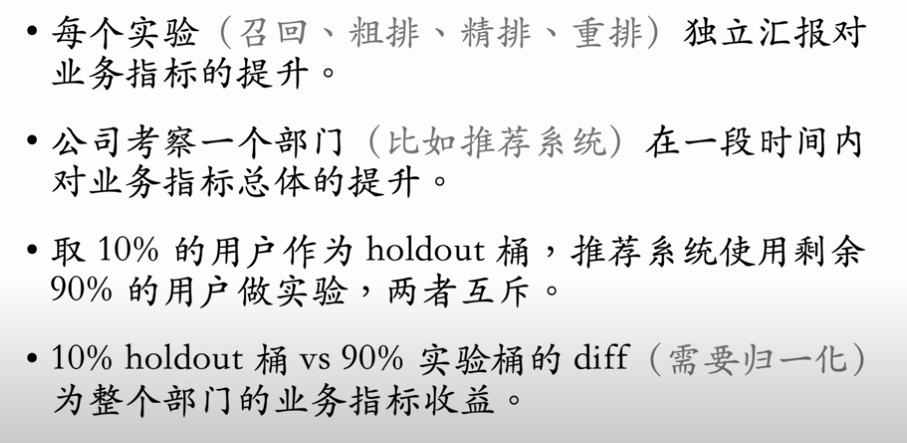 • 每个实验（召回、粗排、精排、重排）独立汇报对
业务指标的提升。
• 公司考察一个部门（比如推荐系统）在一段时间内
对业务指标总体的提升。
• 取 10% 的用户作为 holdout 桶，推荐系统使用剩余
90% 的用户做实验，两者互斥。
• 10% holdout 桶 vs 90% 实验桶的 diff（需要归一化）
为整个部门的业务指标收益。